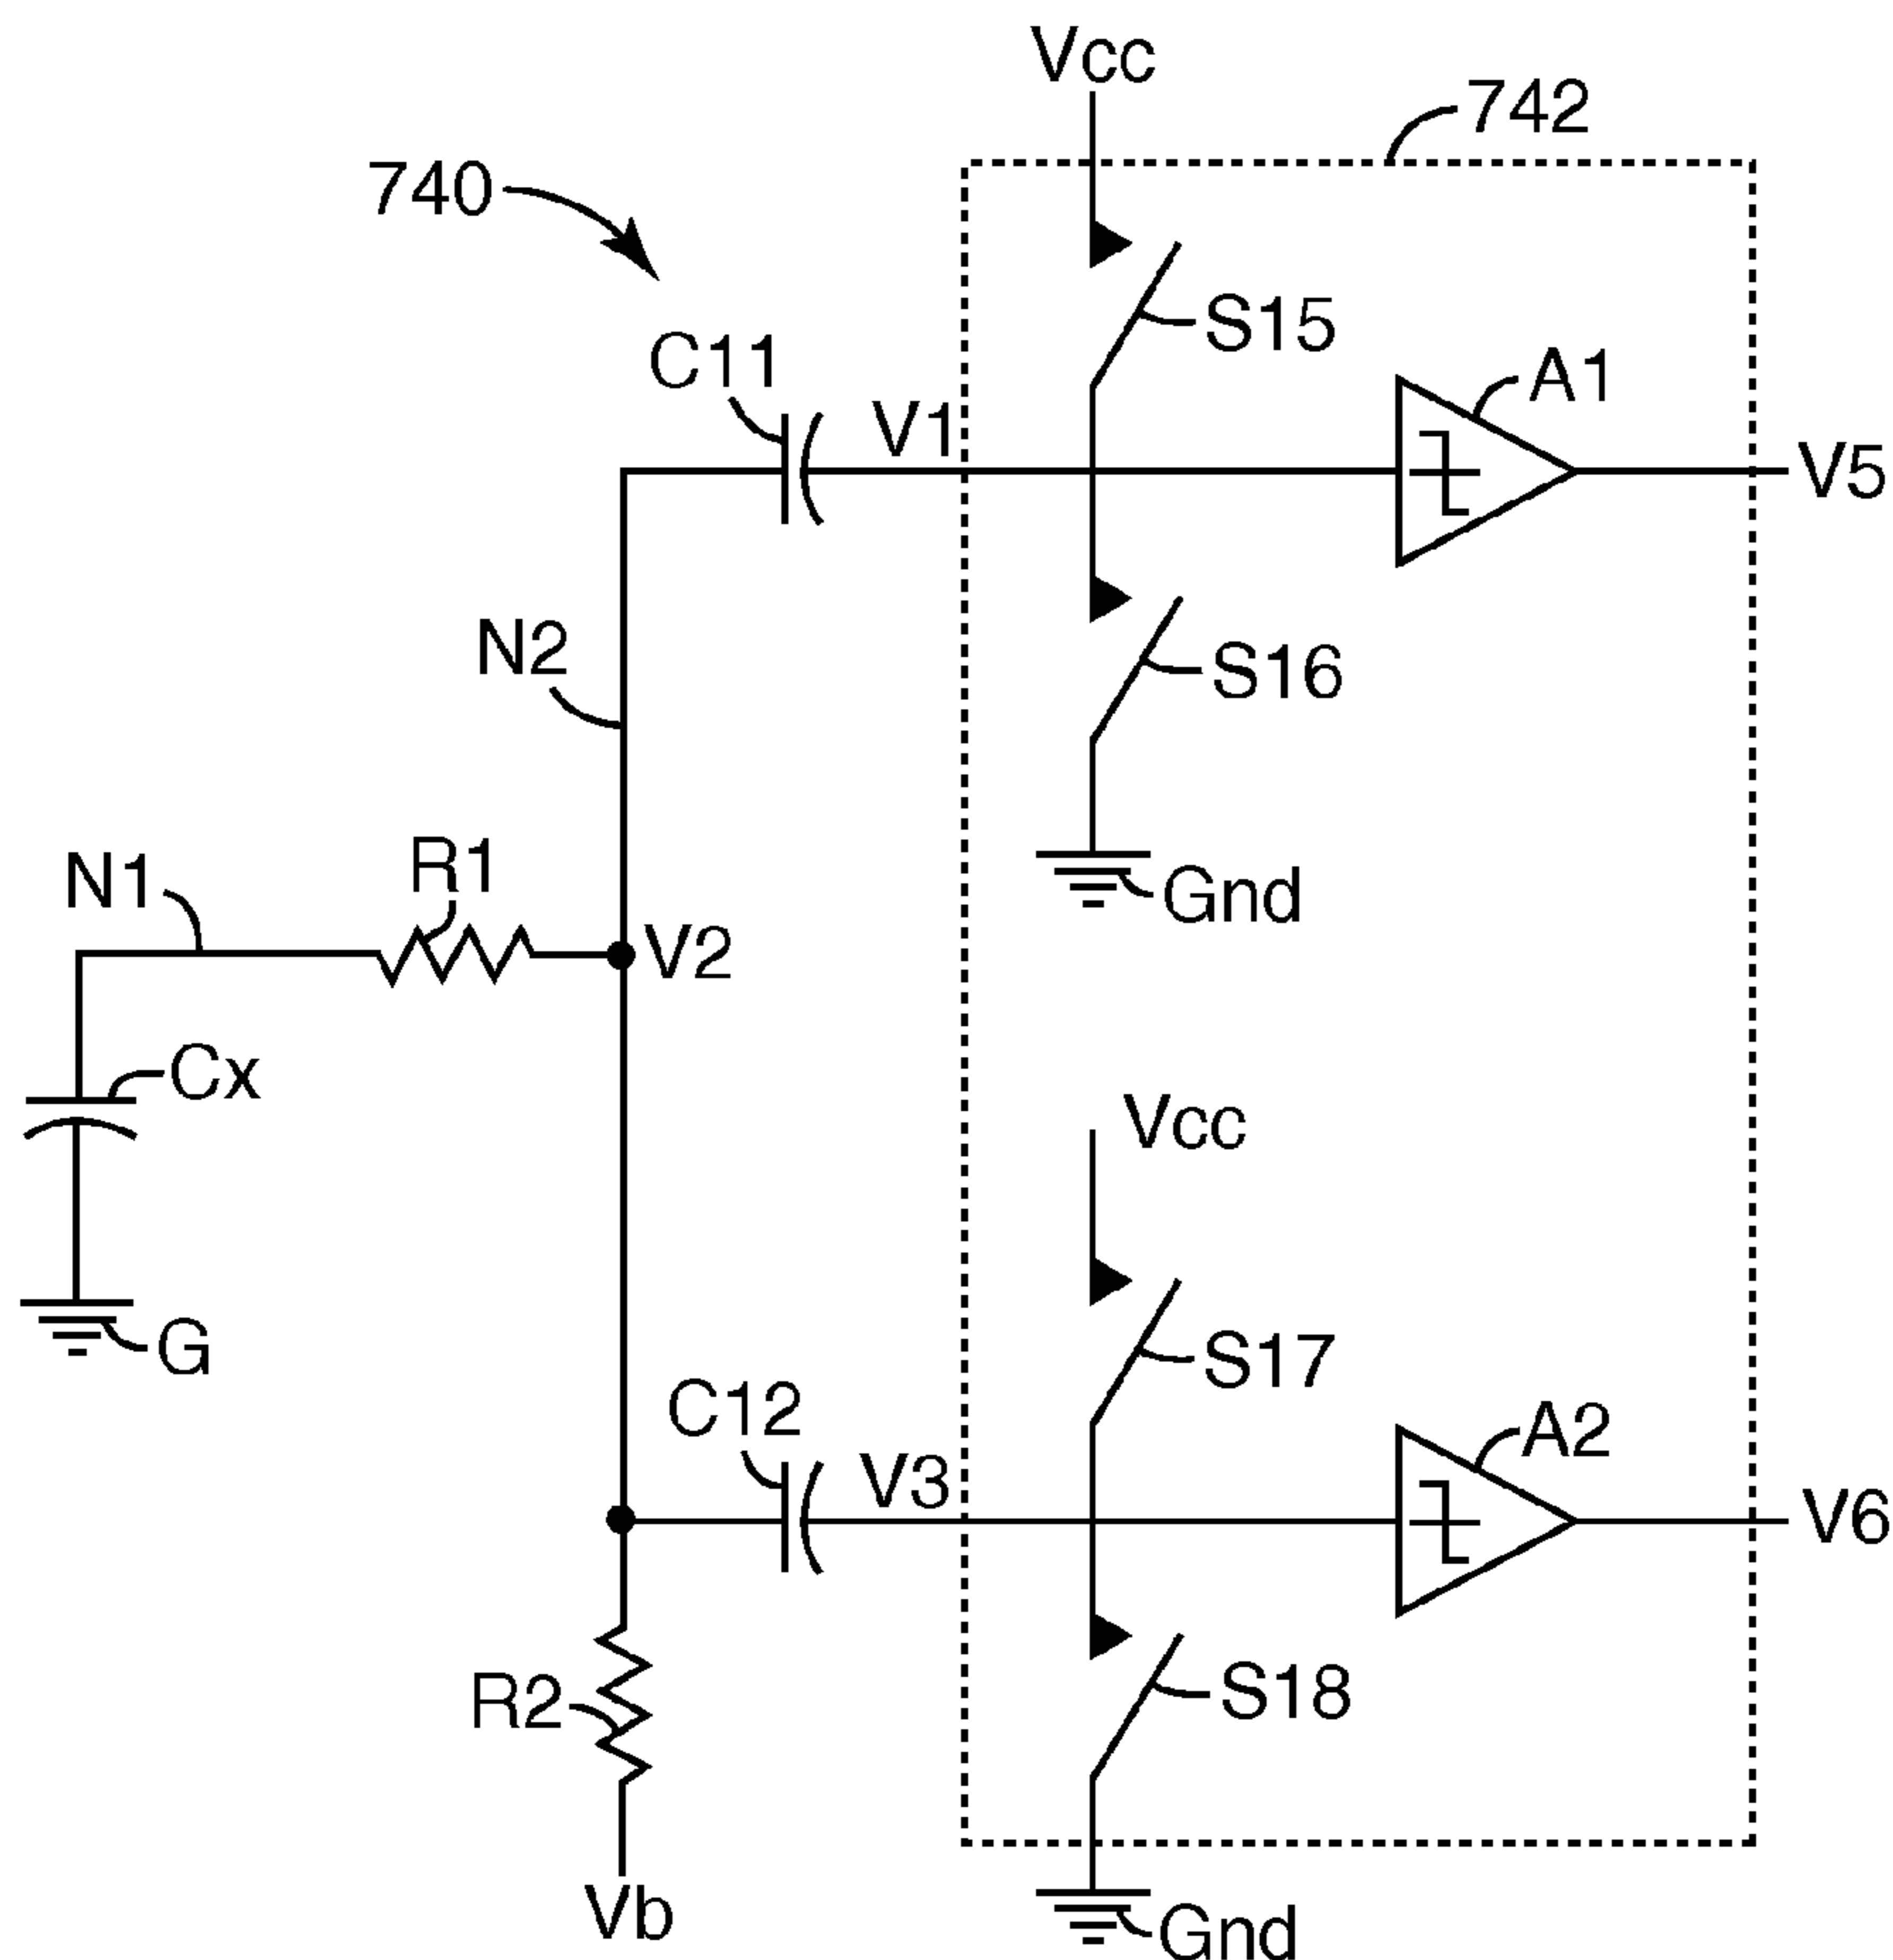 Vcc
742
740
S15
C11
V1
A1
V5
N2
S16
Gnd
N1
R1
V2
Cx
Vcc
G
S17
C12
V3
A2
V6
R2
S18
Vb
Gnd